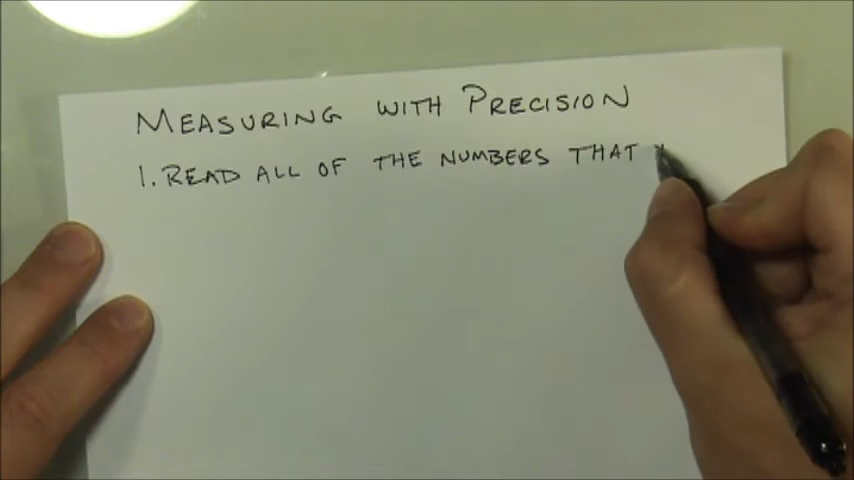 MEASURING WITH PRECISION
1. READ ALL OF THE NUMBERS THAT